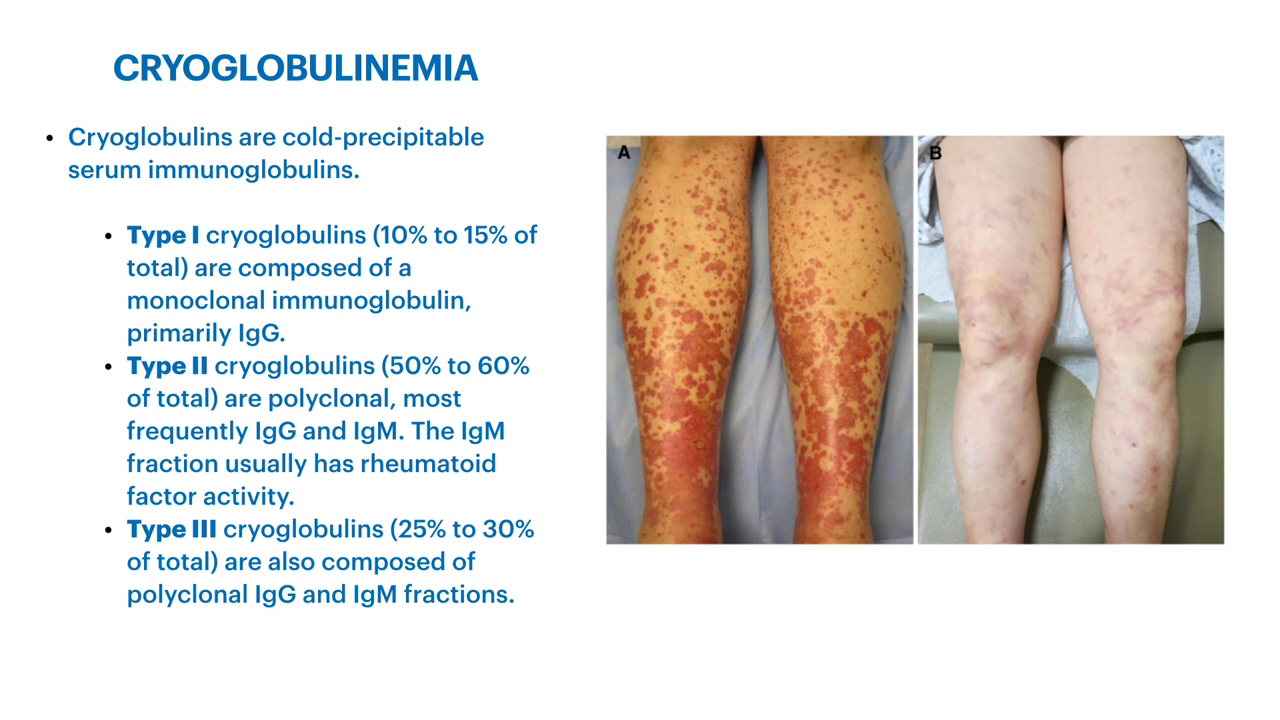 CRYOGLOBULINEMIA
• Cryoglobulins are cold-precipitable
serum immunoglobulins.
• Type I cryoglobulins (10% to 15% of
total) are composed of a
monoclonal immunoglobulin,
primarily IgG.
• Type II cryoglobulins (50% to 60%
of total) are polyclonal, most
frequently IgG and IgM. The IgM
fraction usually has rheumatoid
factor activity.
• Type III cryoglobulins (25% to 30%
of total) are also composed of
polyclonal IgG and IgM fractions.
A
B